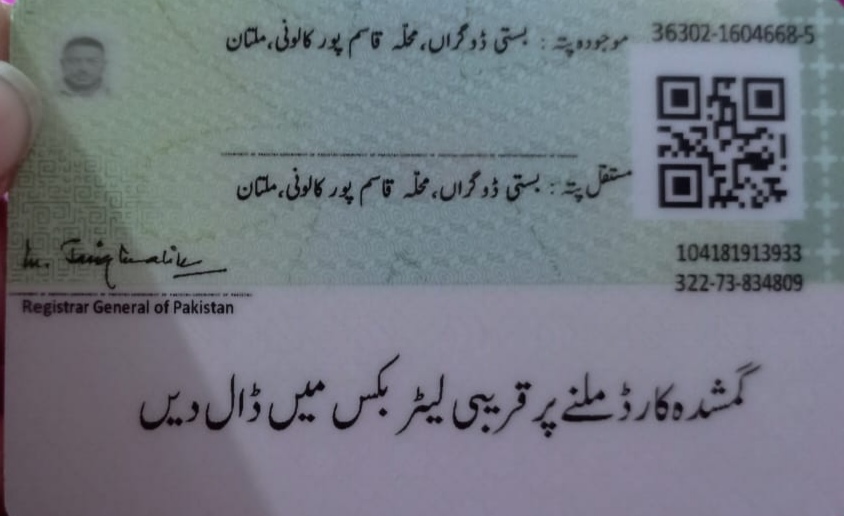 36302-1604668-5
موجودہ پتہ : بستی ڈوگراں، محلہ قاسم پور کالونی، ملتان
مستقل پتہ : بستی ڈوگراں، محلہ قاسم پور کالونی، ملتان
104181913933
322-73-834809
Registrar General of Pakistan
گمشدہ کارڈ ملنے پر قریبی لیٹر بکس میں ڈال دیں